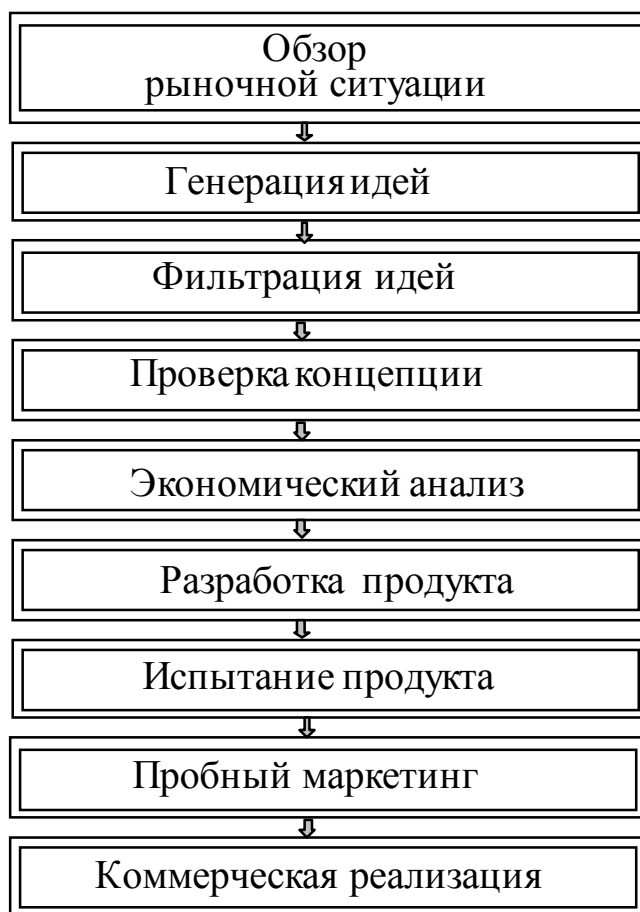 Обзор
рыночной ситуации
Генерация идей
Фильтрация идей
Проверка концепции
Экономический анализ
Разработка продукта
Испытание продукта
Пробный маркетинг
Коммерческая реализация